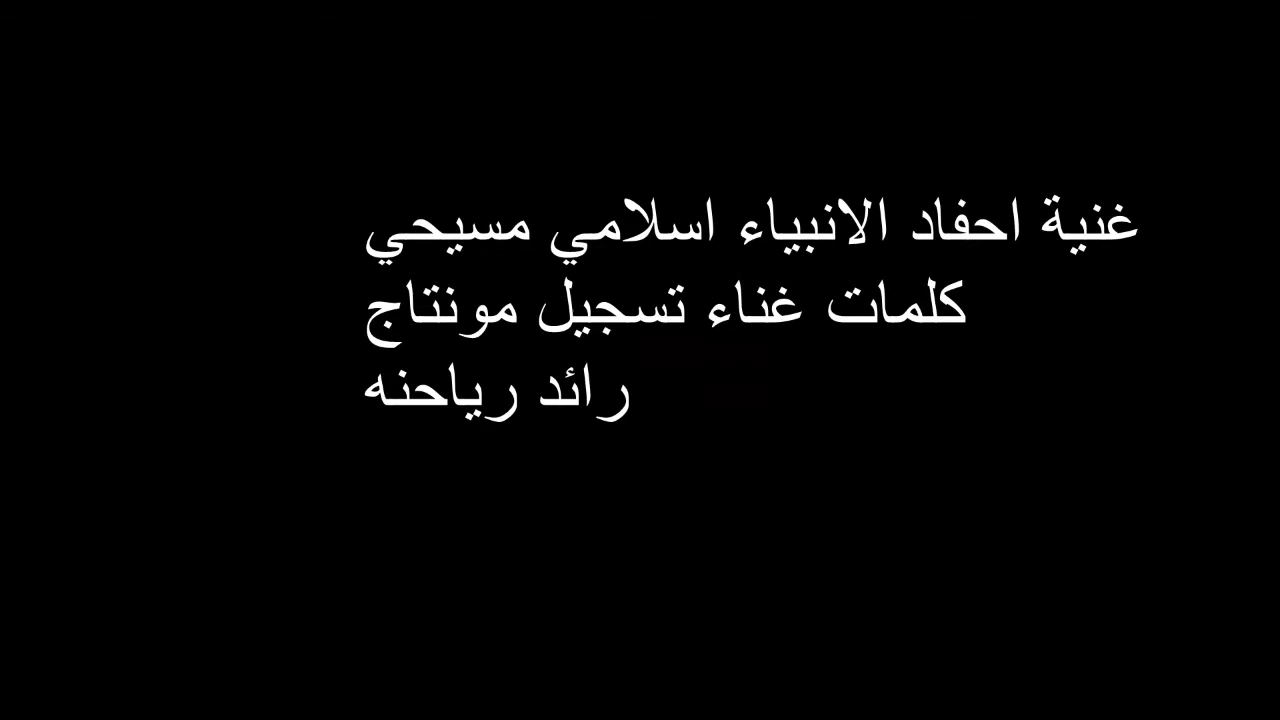 غنية احفاد الانبياء اسلامي مسيحي
كلمات غناء تسجيل مونتاج
رائد رياحنه